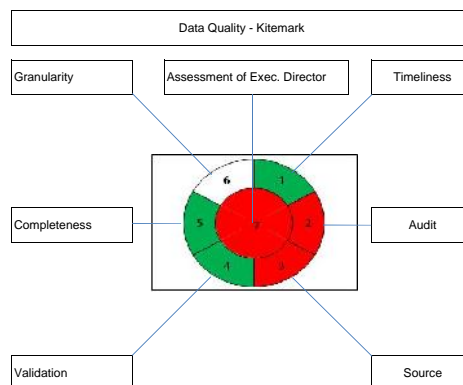 Data Quality - Kitemark
Granularity
Assessment of Exec. Director
Timeliness
6
1
Completeness
5
7
2
Audit
4
3
Validation
Source